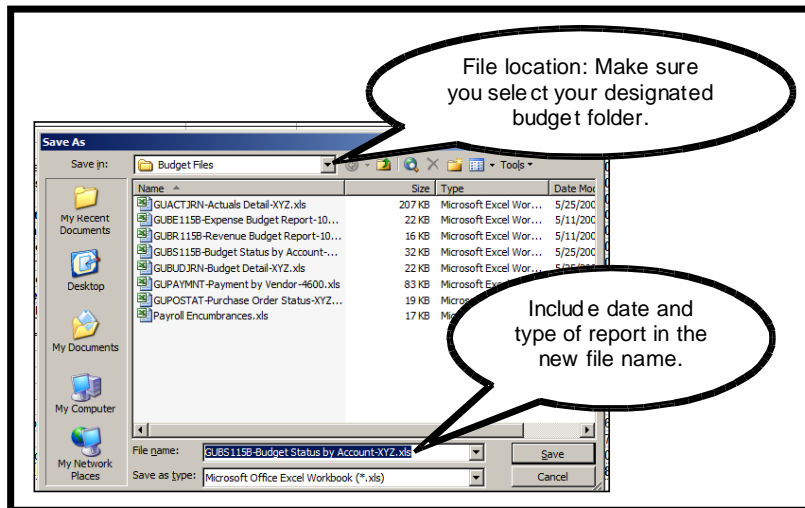 File location: Make sure
you select your designated
budget folder.
Save As
Save in:
Budget Files
Tools
Name
Size
Type
Date Mod
GUACTJRN-Actuals Detail-XYZ.xls 207 KB Microsoft Excel Wor... 5/25/200
GUBE115B-Expense Budget Report-10... 22 KB Microsoft Excel Wor... 5/11/200
GUBR115B-Revenue Budget Report-10... 16 KB Microsoft Excel Wor... 5/11/200
GUBS115B-Budget Status by Account-... 32 KB Microsoft Excel Wor... 5/25/200
GUBUDJRN-Budget Detail-XYZ.xls 22 KB Microsoft Excel Wor...
GUPAYMNT-Payment by Vendor-4600.xls 83 KB Microsoft
GUPOSTAT-Purchase Order Status-XYZ... 19 KB
Payroll Encumbrances.xls 17 KB
My Recent
Documents
Desktop
My Documents
My Computer
My Network
Places
Include date and
type of report in the
new file name.
File name:
GUBS115B-Budget Status by Account-XYZ.xls
Save
Save as type:
Microsoft Office Excel Workbook (*.xls)
Cancel